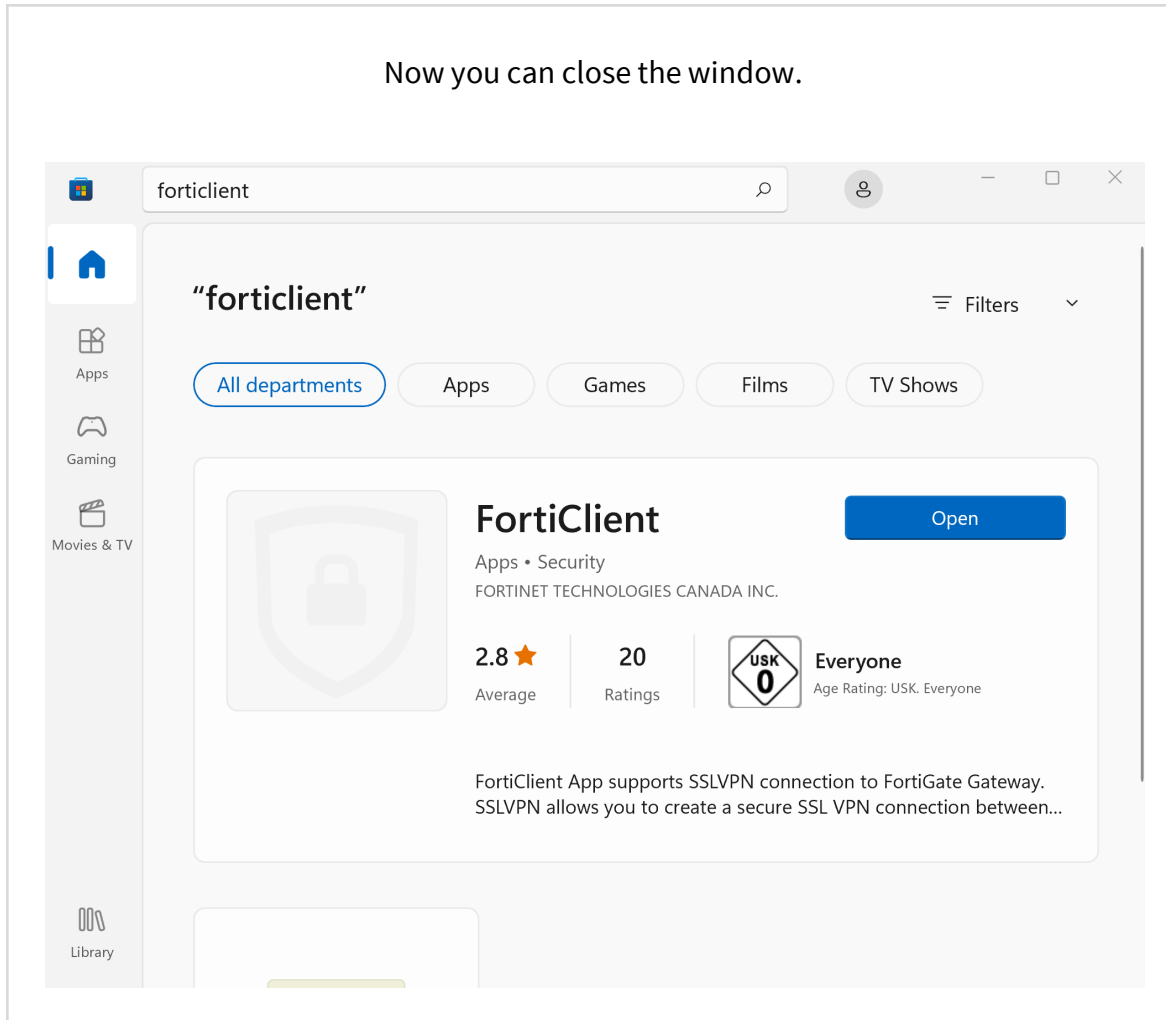 Now you can close the window.
forticlient
“forticlient”
Filters
All departments
Apps
Games
Films
TV Shows
Apps
Gaming
Movies & TV
Library
FortiClient
Open
Apps • Security
FORTINET TECHNOLOGIES CANADA INC.
2.8
Average
20
Ratings
USK
0
Everyone
Age Rating: USK. Everyone
FortiClient App supports SSLVPN connection to FortiGate Gateway.
SSLVPN allows you to create a secure SSL VPN connection between...